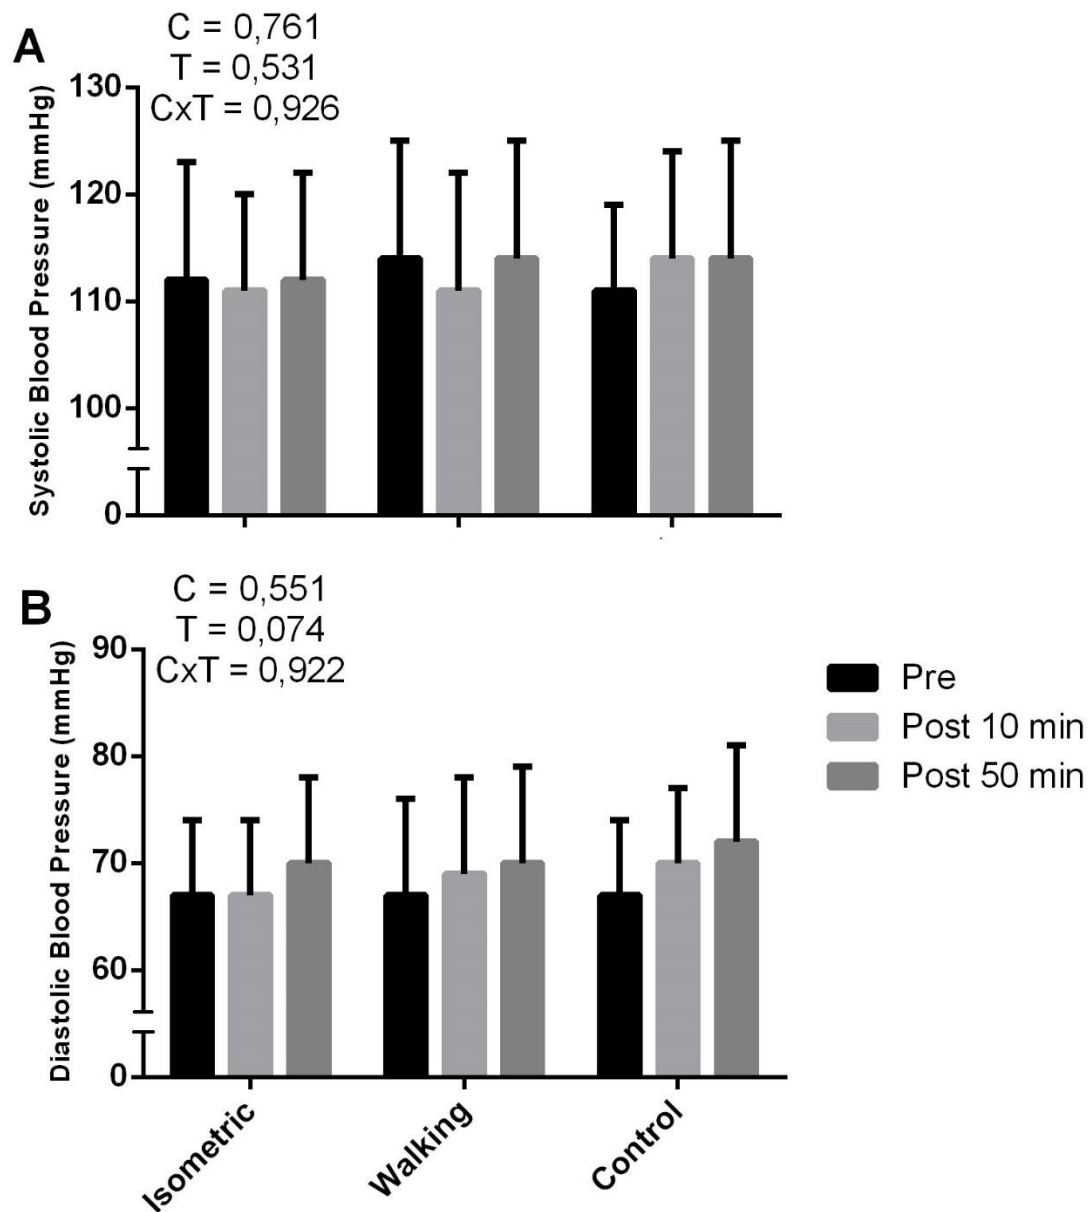 A
C = 0,761
T = 0,531
CxT = 0,926
Systolic Blood Pressure (mmHg)
130
120
110
100
0
B
C = 0,551
T = 0,074
CxT = 0,922
Diastolic Blood Pressure (mmHg)
90
80
70
60
0
Isometric
Walking
Control
Pre
Post 10 min
Post 50 min